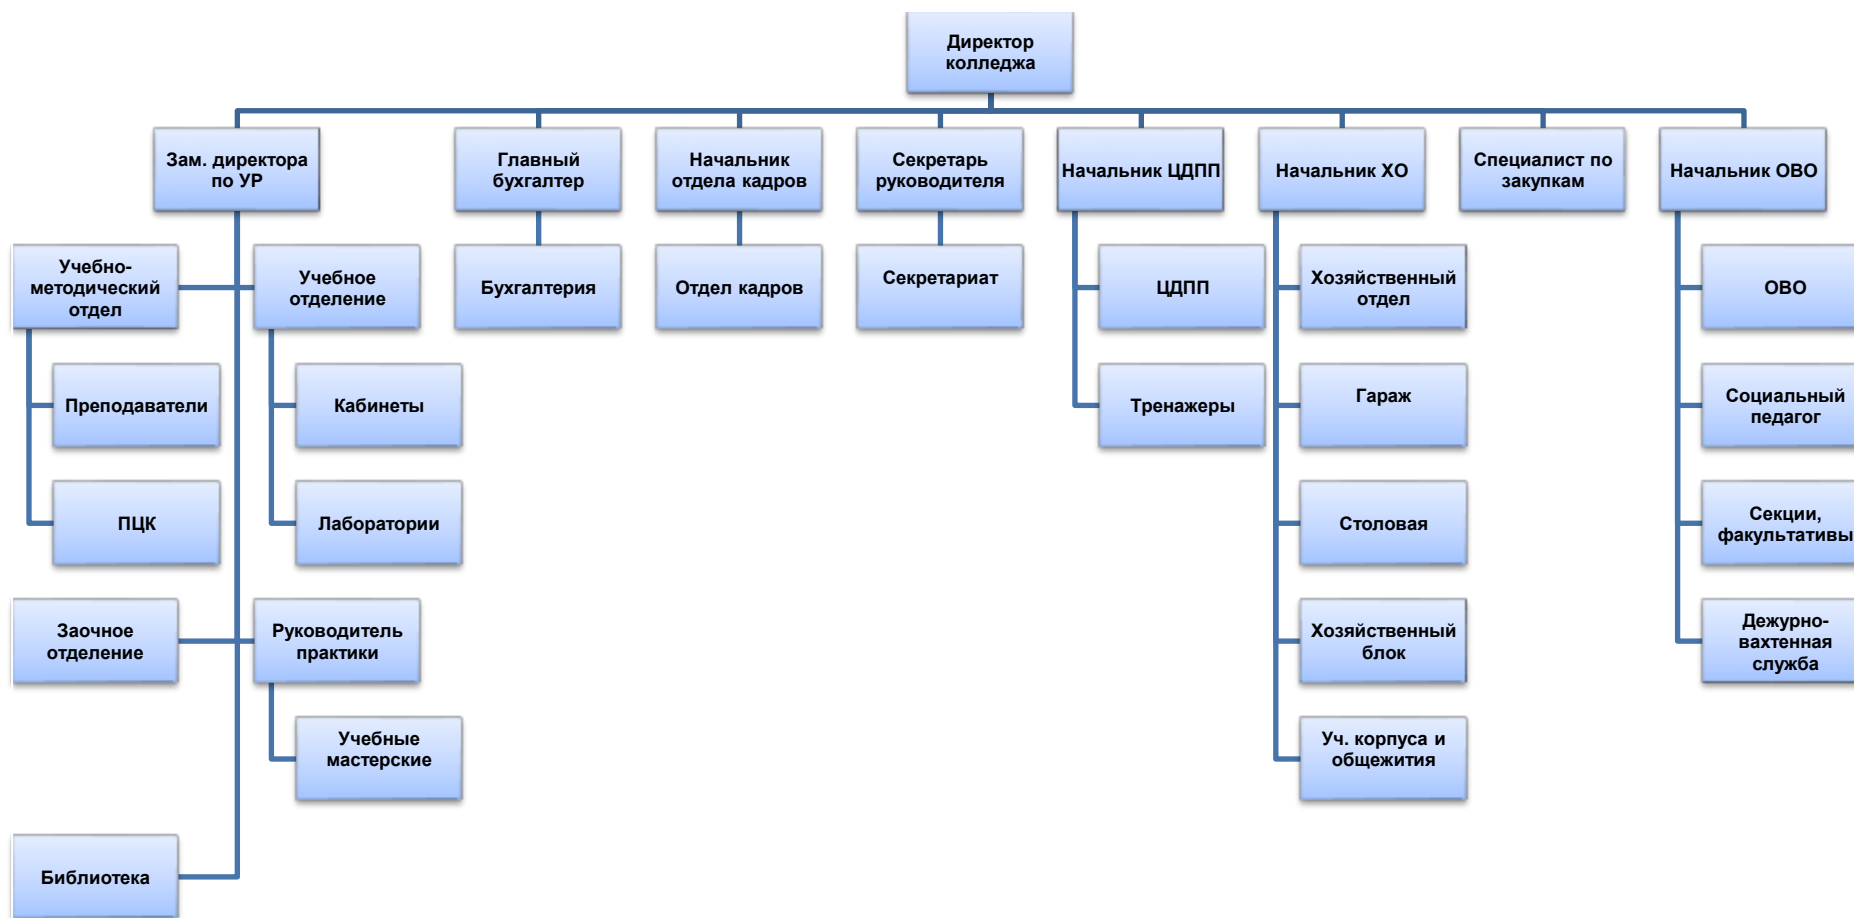 Директор
колледжа
Зам. директора
по УР
Главный
бухгалтер
Начальник
отдела кадров
Секретарь
руководителя
Начальник ЦДПП
Начальник ХО
Специалист по
закупкам
Начальник ОВО
Учебно-
методический
отдел
Учебное
отделение
Бухгалтерия
Отдел кадров
Секретариат
ЦДПП
Хозяйственный
отдел
ОВО
Преподаватели
Кабинеты
Тренажеры
Гараж
Социальный
педагог
ПЦК
Лаборатории
Столовая
Секции,
факультативы
Заочное
отделение
Руководитель
практики
Хозяйственный
блок
Дежурно-
вахтенная
служба
Учебные
мастерские
Уч. корпуса и
общежития
Библиотека